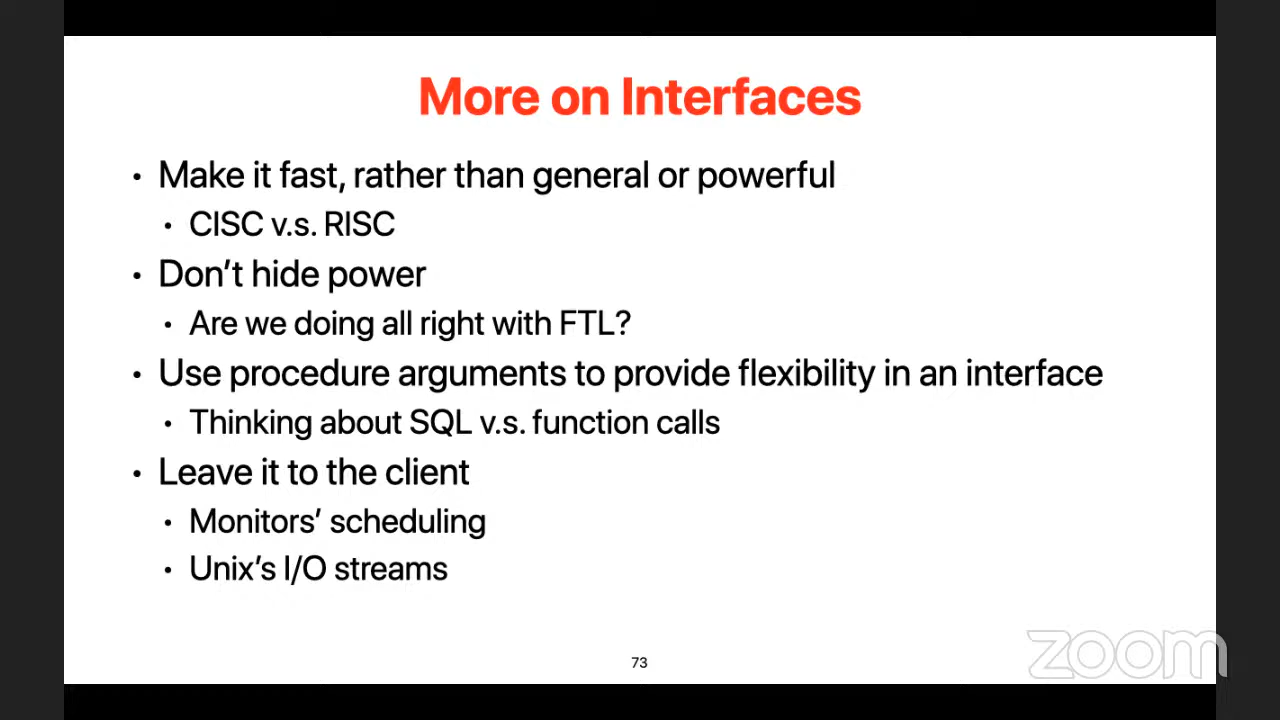 More on Interfaces
• Make it fast, rather than general or powerful
• CISC v.s. RISC
• Don't hide power
• Are we doing all right with FTL?
• Use procedure arguments to provide flexibility in an interface
• Thinking about SQL v.s. function calls
• Leave it to the client
• Monitors' scheduling
• Unix's I/O streams
73
zoom